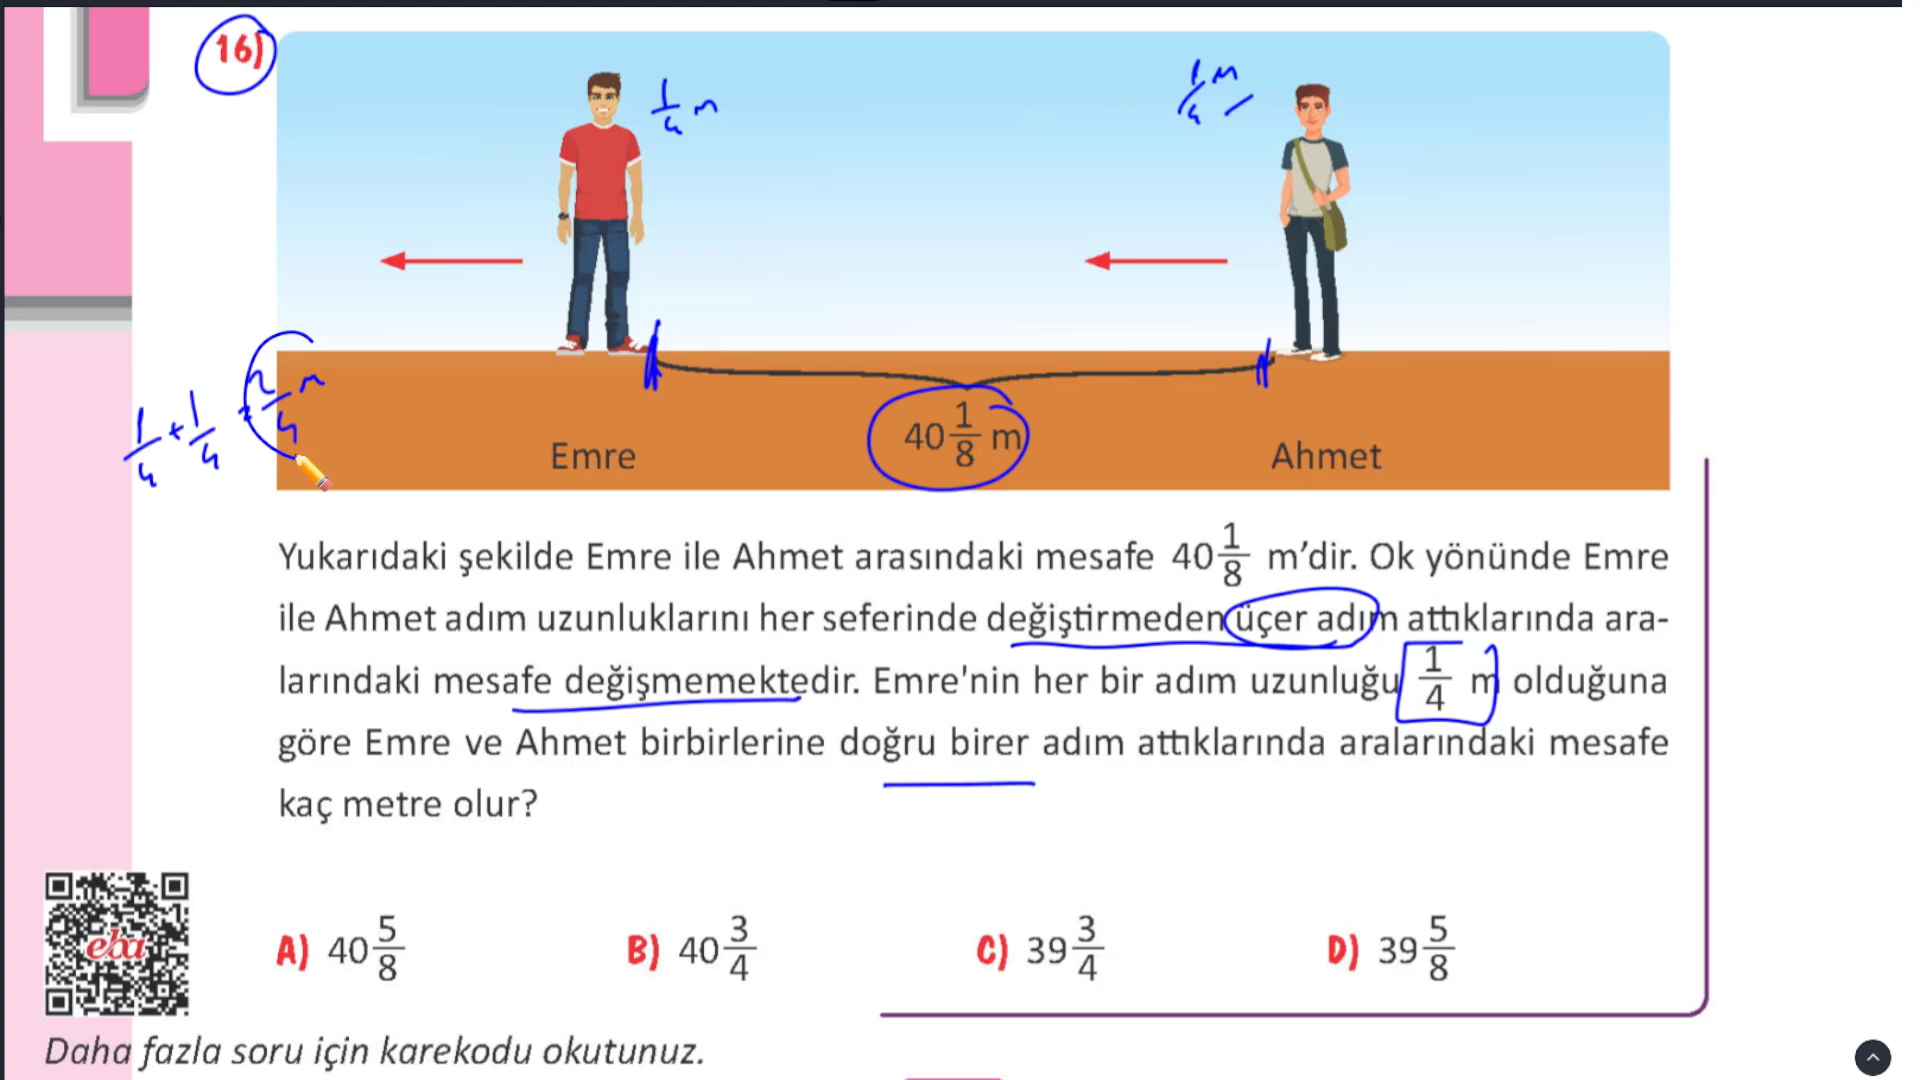 16)
1/4 m
1/4 m
1/4 + 1/4 = 2/4 m
40 1/8 m
Emre
Ahmet
Yukarıdaki şekilde Emre ile Ahmet arasındaki mesafe 40 1/8 m’dir. Ok yönünde Emre
ile Ahmet adım uzunluklarını her seferinde değiştirmeden üçer adım attıklarında ara-
larındaki mesafe değişmemektedir. Emre'nin her bir adım uzunluğu 1/4 m olduğuna
göre Emre ve Ahmet birbirlerine doğru birer adım attıklarında aralarındaki mesafe
kaç metre olur?
A) 40 5/8 B) 40 3/4 C) 39 3/4 D) 39 5/8
eba
Daha fazla soru için karekodu okutunuz.